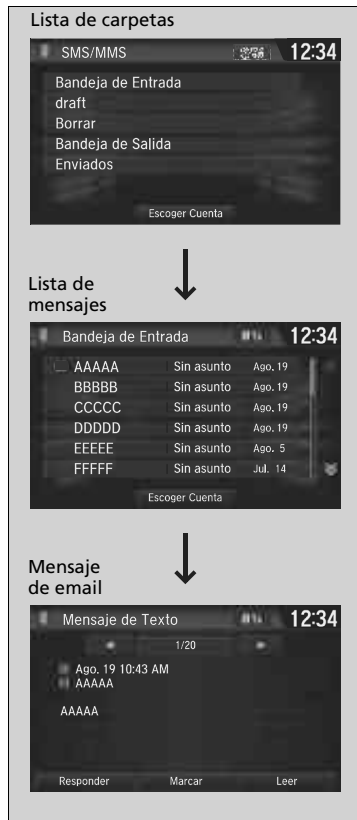 Lista de carpetas
SMS/MMS 12:34
Bandeja de Entrada
draft
Borrar
Bandeja de Salida
Enviados
Escoger Cuenta
Lista de
mensajes
Bandeja de Entrada 12:34
AAAAA Sin asunto Ago. 19
BBBBB Sin asunto Ago. 19
CCCCC Sin asunto Ago. 19
DDDDD Sin asunto Ago. 19
EEEEE Sin asunto Ago. 5
FFFFF Sin asunto Jul. 14
Escoger Cuenta
Mensaje
de email
Mensaje de Texto 12:34
1/20
Ago. 19 10:43 AM
AAAAA
AAAAA
Responder Marcar Leer